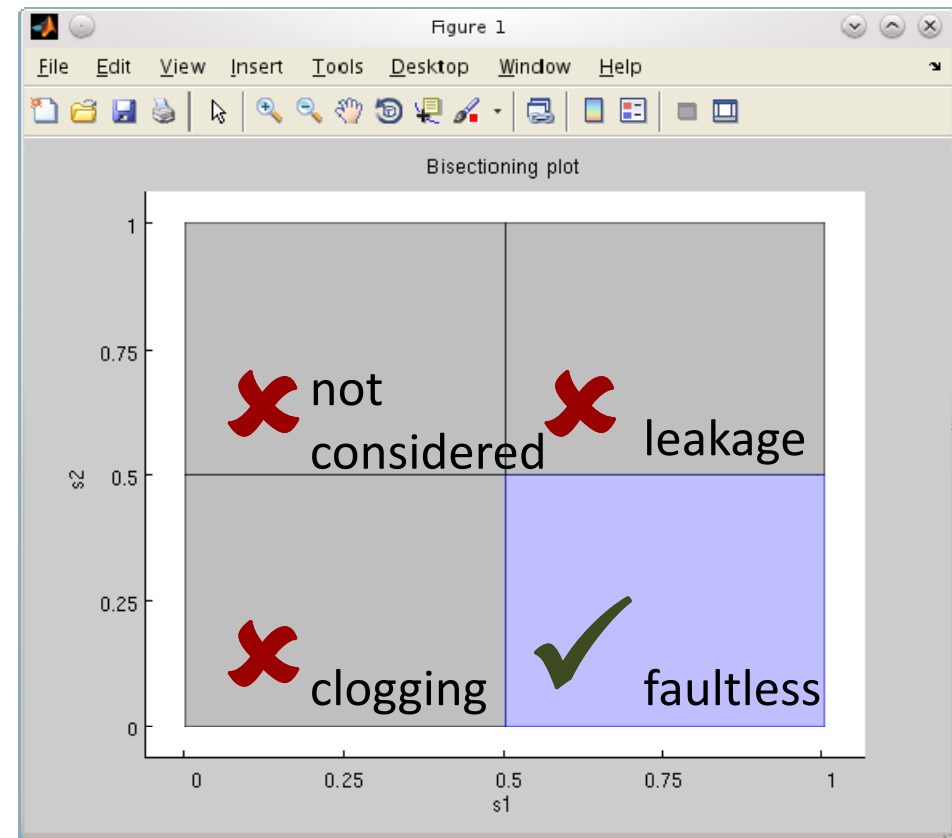 Figure 1
File Edit View Insert Tools Desktop Window Help
Bisectioning plot
1
0.75
0.5
0.25
0
s2
not
considered
leakage
clogging
faultless
0 0.25 0.5 0.75 1
s1